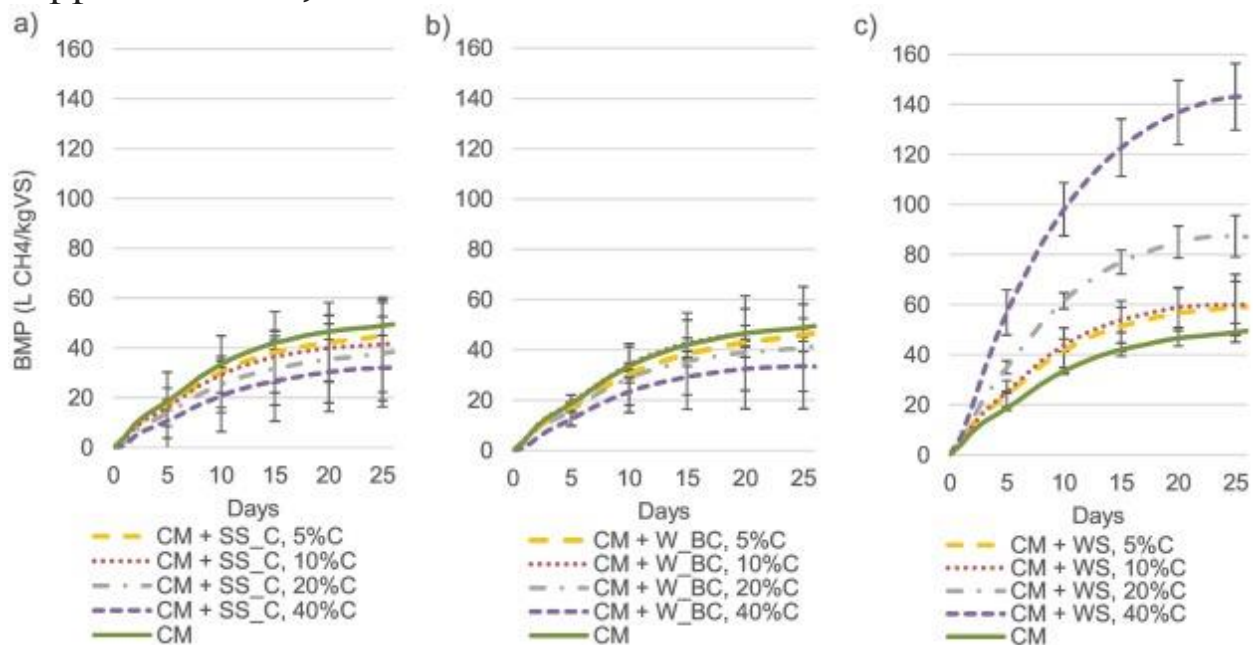 a)
160
140
120
100
80
60
40
20
0
BMP (L CH4/kgVS)
0 5 10 15 20 25
Days
CM + SS_C, 5%C
CM + SS_C, 10%C
CM + SS_C, 20%C
CM + SS_C, 40%C
CM
b)
160
140
120
100
80
60
40
20
0
0 5 10 15 20 25
Days
CM + W_BC, 5%C
CM + W_BC, 10%C
CM + W_BC, 20%C
CM + W_BC, 40%C
CM
c)
160
140
120
100
80
60
40
20
0
0 5 10 15 20 25
Days
CM + WS, 5%C
CM + WS, 10%C
CM + WS, 20%C
CM + WS, 40%C
CM